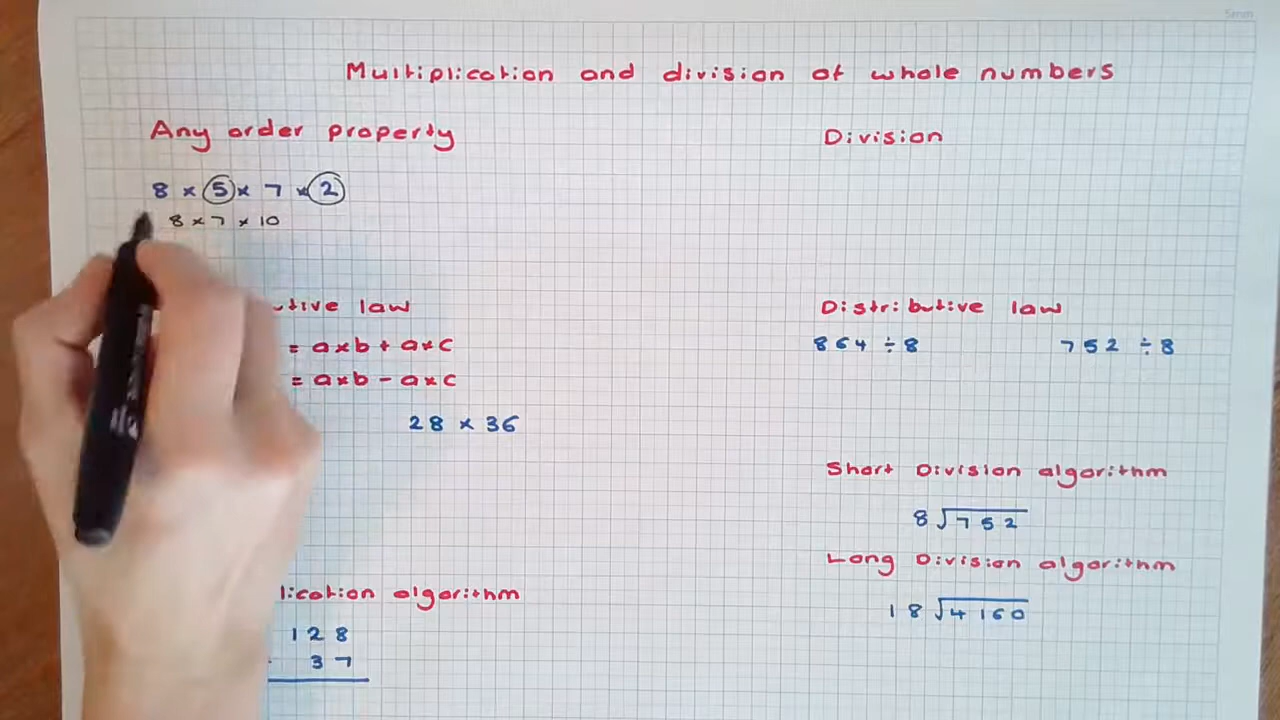 5mm
Multiplication and division of whole numbers
Any order property
8 × 5 × 7 × 2
8 × 7 × 10
law
= a×b + a×c
= a×b - a×c
28 × 36
algorithm
128
37
Division
Distributive law
864 ÷ 8
752 ÷ 8
Short Division algorithm
8√752
Long Division algorithm
18√4160